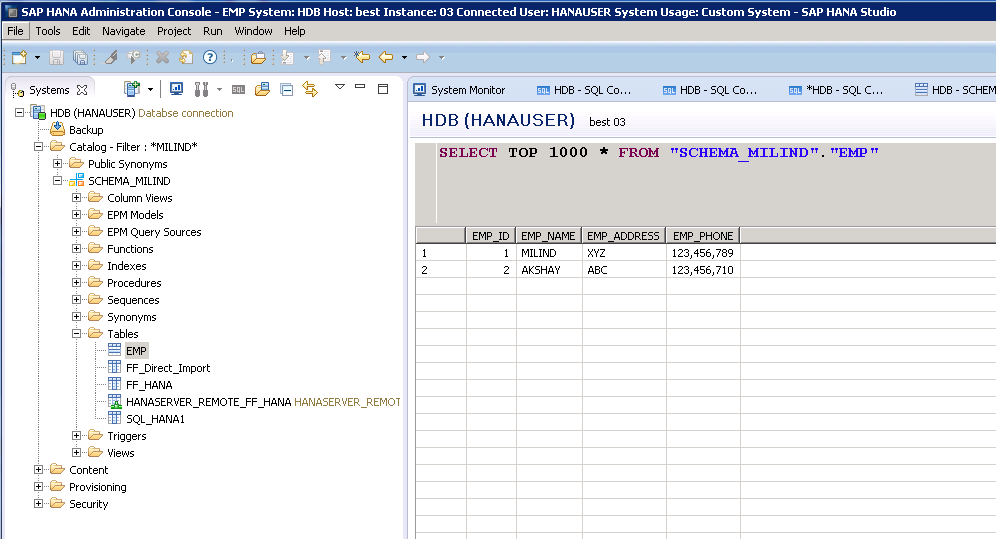 SAP HANA Administration Console - EMP System: HDB Host: best Instance: 03 Connected User: HANAUSER System Usage: Custom System - SAP HANA Studio
File Tools Edit Navigate Project Run Window Help
Systems
HDB (HANAUSER) Databse connection
Backup
Catalog - Filter : *MILIND*
Public Synonyms
SCHEMA_MILIND
Column Views
EPM Models
EPM Query Sources
Functions
Indexes
Procedures
Sequences
Synonyms
Tables
EMP
FF_Direct_Import
FF_HANA
HANASERVER_REMOTE_FF_HANA HANASERVER_REMOT
SQL_HANA1
Triggers
Views
Content
Provisioning
Security
System Monitor SQL HDB - SQL Co... SQL HDB - SQL Co... SQL *HDB - SQL C... HDB - SCHEM
HDB (HANAUSER) best 03
SELECT TOP 1000 * FROM "SCHEMA_MILIND"."EMP"
EMP_ID EMP_NAME EMP_ADDRESS EMP_PHONE
1 1 MILIND XYZ 123,456,789
2 2 AKSHAY ABC 123,456,710